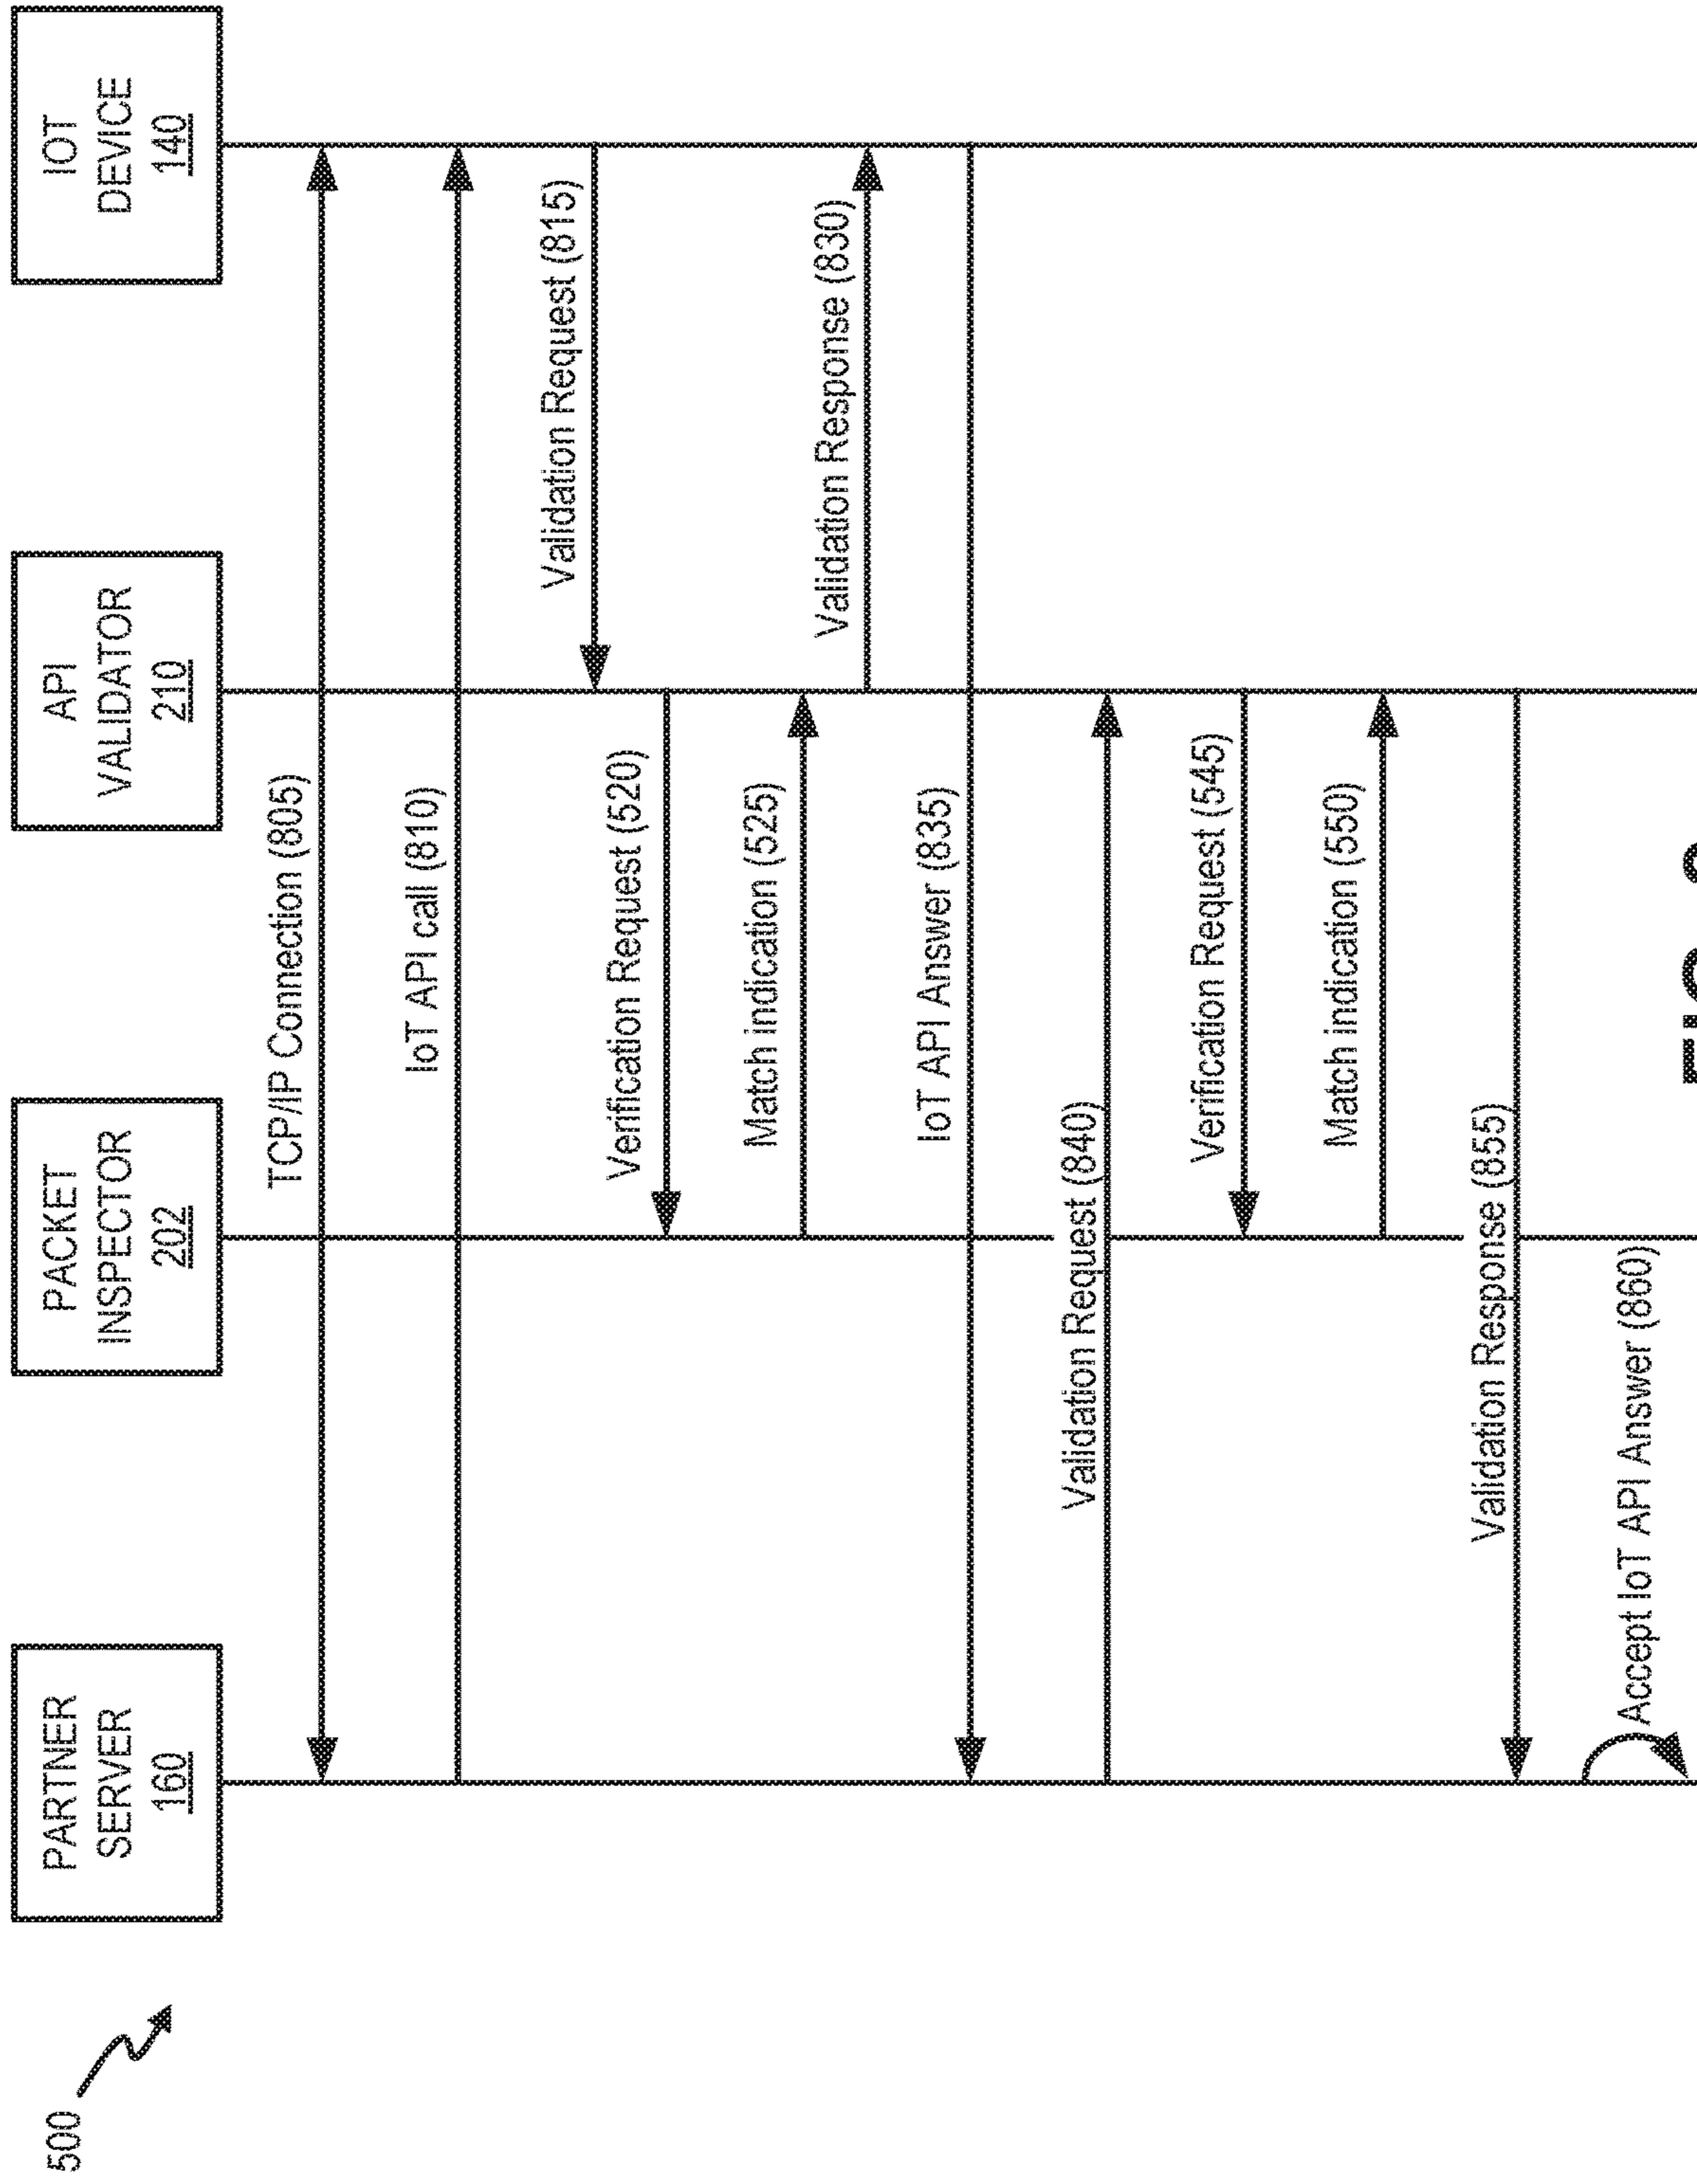 500
PARTNER
SERVER
160
PACKET
INSPECTOR
202
API
VALIDATOR
210
IOT
DEVICE
140
TCP/IP Connection (805)
IoT API call (810)
Validation Request (815)
Verification Request (520)
Match indication (525)
Validation Response (830)
IoT API Answer (835)
Validation Request (840)
Verification Request (545)
Match indication (550)
Validation Response (855)
Accept IoT API Answer (860)